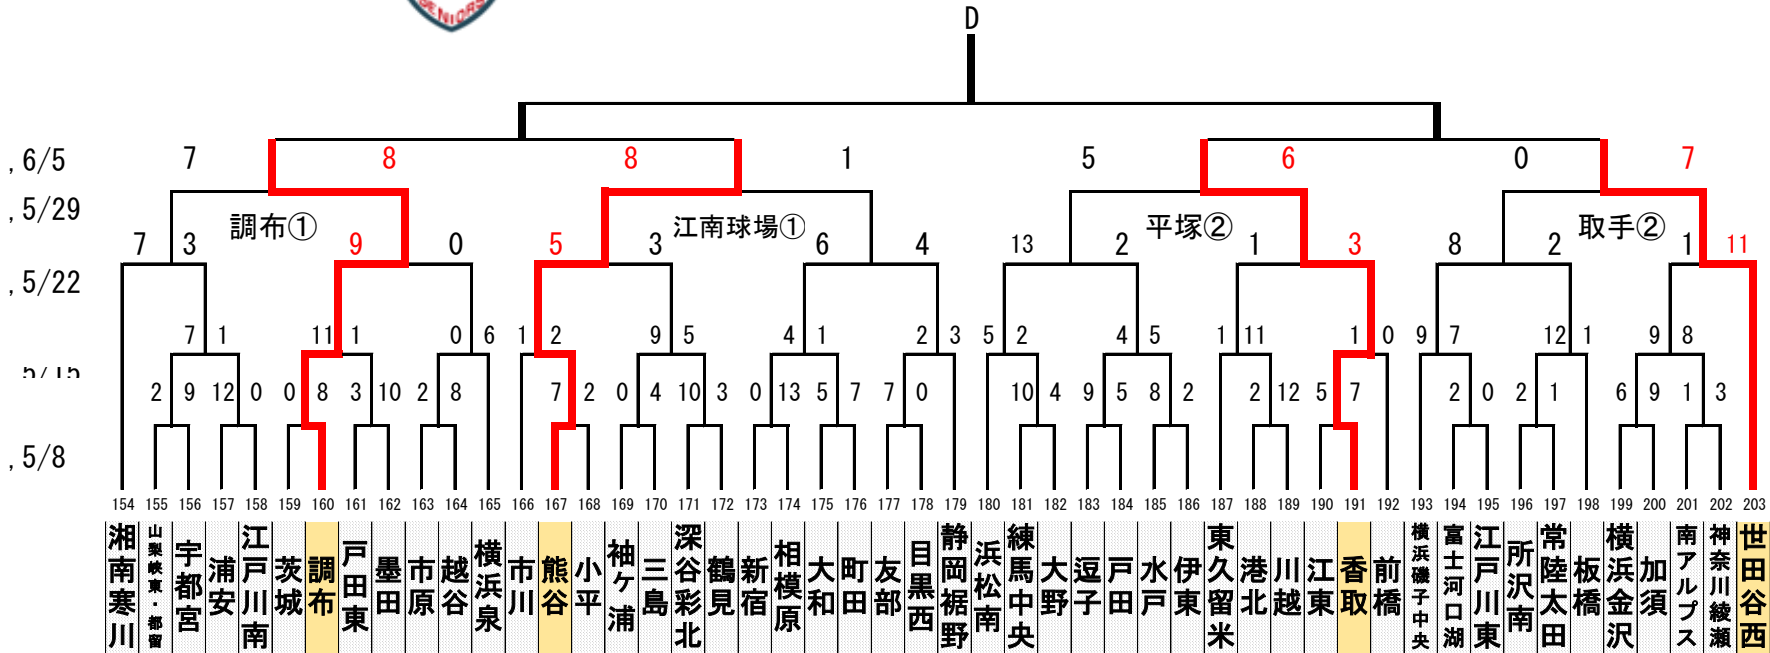 SENIORS
D
, 6/5 7 8 8 1 5 6 0 7
, 5/29 調布① 江南球場① 平塚② 取手②
7 3 9 0 5 3 6 4 13 2 1 3 8 2 1 11
, 5/22
7 1 11 1 0 6 1 2 9 5 4 1 2 3 5 2 4 5 1 11 1 0 9 7 12 1 9 8
2 9 12 0 0 8 3 10 2 8 7 2 0 4 10 3 0 13 5 7 7 0 10 4 9 5 8 2 2 12 5 7 2 0 2 1 6 9 1 3
, 5/8
154 155 156 157 158 159 160 161 162 163 164 165 166 167 168 169 170 171 172 173 174 175 176 177 178 179 180 181 182 183 184 185 186 187 188 189 190 191 192 193 194 195 196 197 198 199 200 201 202 203
湘南寒川
山梨峡東・都留
宇都宮
浦安
江戸川南
茨城
調布
戸田東
墨田
市原
越谷
横浜泉
市川
熊谷
小平
袖ヶ浦
三島
深谷彩北
鶴見
新宿
相模原
大和
町田
友部
目黒西
静岡裾野
浜松南
練馬中央
大野
逗子
戸田
水戸
伊東
東久留米
港北
川越
江東
香取
前橋
横浜磯子中央
富士河口湖
江戸川東
所沢南
常陸太田
板橋
横浜金沢
加須
南アルプス
神奈川綾瀬
世田谷西